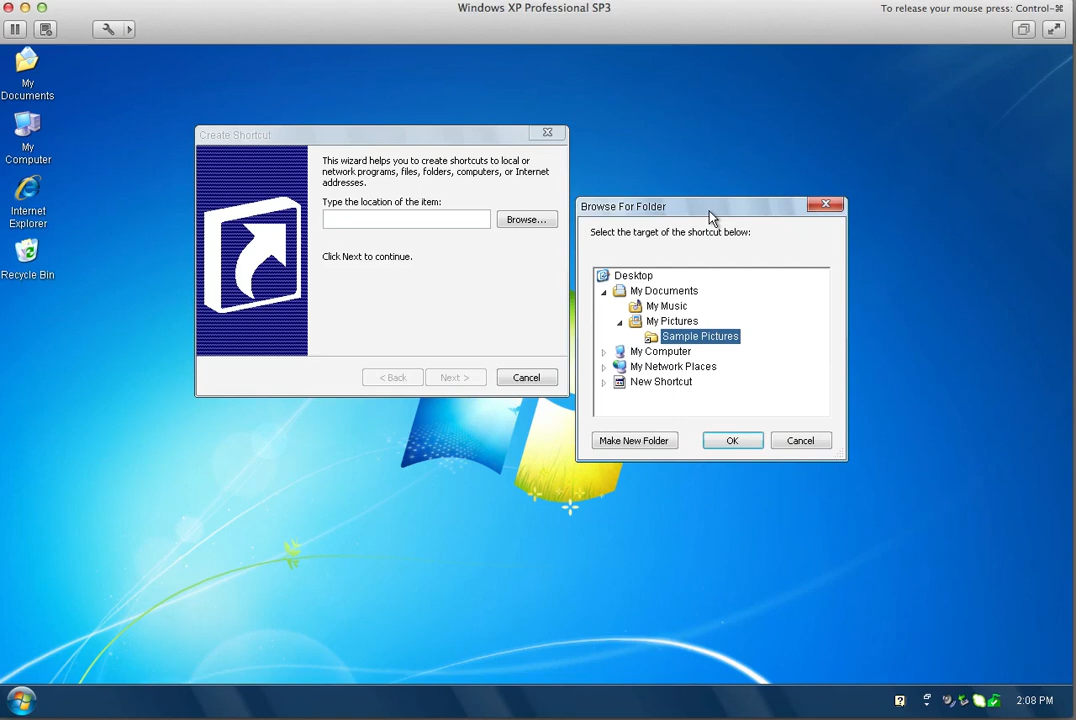 Windows XP Professional SP3
To release your mouse press: Control-⌘
My
Documents
My
Computer
Internet
Explorer
Recycle Bin
Create Shortcut
This wizard helps you to create shortcuts to local or
network programs, files, folders, computers, or Internet
addresses.
Type the location of the item:
Browse...
Click Next to continue.
< Back
Next >
Cancel
Browse For Folder
Select the target of the shortcut below:
Desktop
My Documents
My Music
My Pictures
Sample Pictures
My Computer
My Network Places
New Shortcut
Make New Folder
OK
Cancel
2:08 PM